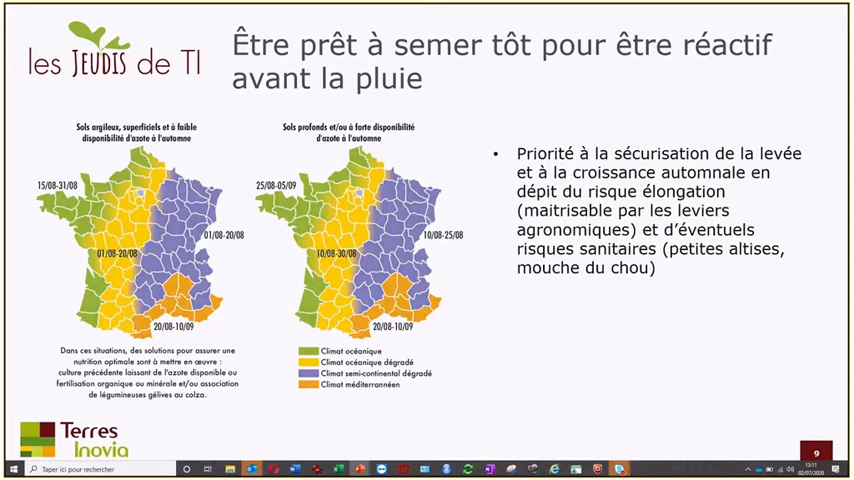 les JEUDIS de TI
Être prêt à semer tôt pour être réactif
avant la pluie
Sols argileux, superficiels et à faible
disponibilité d'azote à l'automne
15/08-31/08
01/08-20/08
01/08-20/08
20/08-10/09
Dans ces situations, des solutions pour assurer une
nutrition optimale sont à mettre en œuvre :
culture précédente laissant de l'azote disponible ou
fertilisation organique ou minérale et/ou association
de légumineuses gélives au colza.
Sols profonds et/ou à forte disponibilité
d'azote à l'automne
25/08-05/09
10/08-25/08
10/08-30/08
20/08-10/09
Climat océanique
Climat océanique dégradé
Climat semi-continental dégradé
Climat méditerrannéen
• Priorité à la sécurisation de la levée
et à la croissance automnale en
dépit du risque élongation
(maitrisable par les leviers
agronomiques) et d'éventuels
risques sanitaires (petites altises,
mouche du chou)
Terres
Inovia
9
Taper ici pour rechercher
13:11
02/07/2020